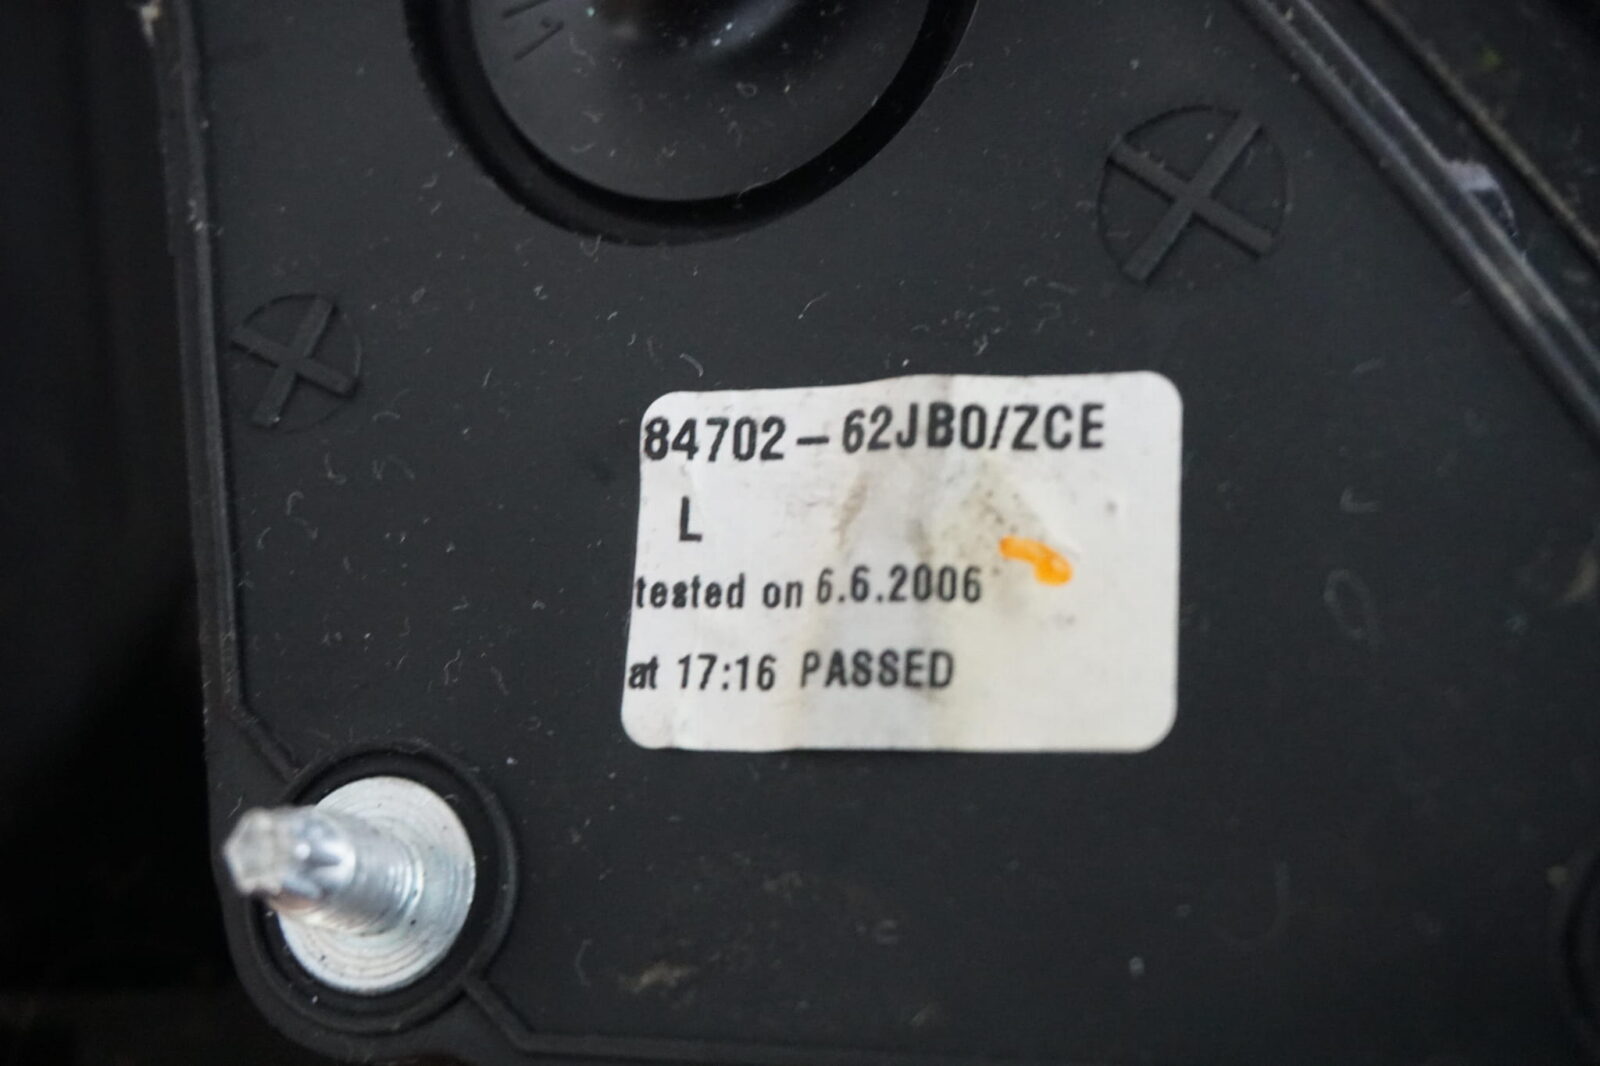 84702-62JB0/ZCE
L
tested on 6.6.2006
at 17:16 PASSED